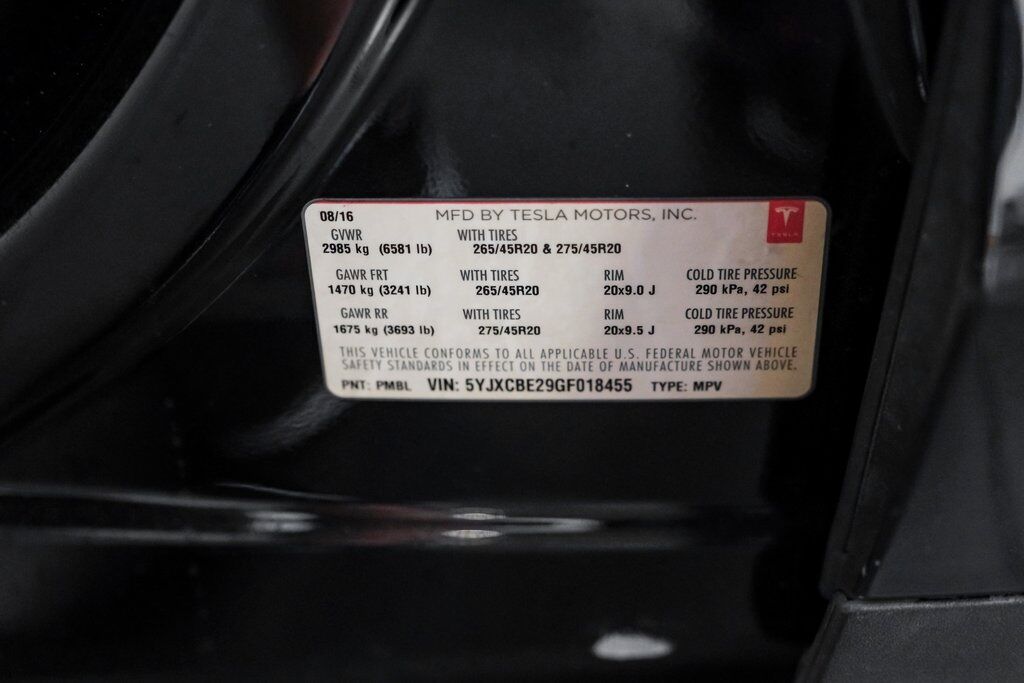 08/16 MFD BY TESLA MOTORS, INC.
TESLA
GVWR WITH TIRES
2985 kg (6581 lb) 265/45R20 & 275/45R20
GAWR FRT WITH TIRES RIM COLD TIRE PRESSURE
1470 kg (3241 lb) 265/45R20 20x9.0 J 290 kPa, 42 psi
GAWR RR WITH TIRES RIM COLD TIRE PRESSURE
1675 kg (3693 lb) 275/45R20 20x9.5 J 290 kPa, 42 psi
THIS VEHICLE CONFORMS TO ALL APPLICABLE U.S. FEDERAL MOTOR VEHICLE
SAFETY STANDARDS IN EFFECT ON THE DATE OF MANUFACTURE SHOWN ABOVE.
PNT: PMBL VIN: 5YJXCBE29GF018455 TYPE: MPV